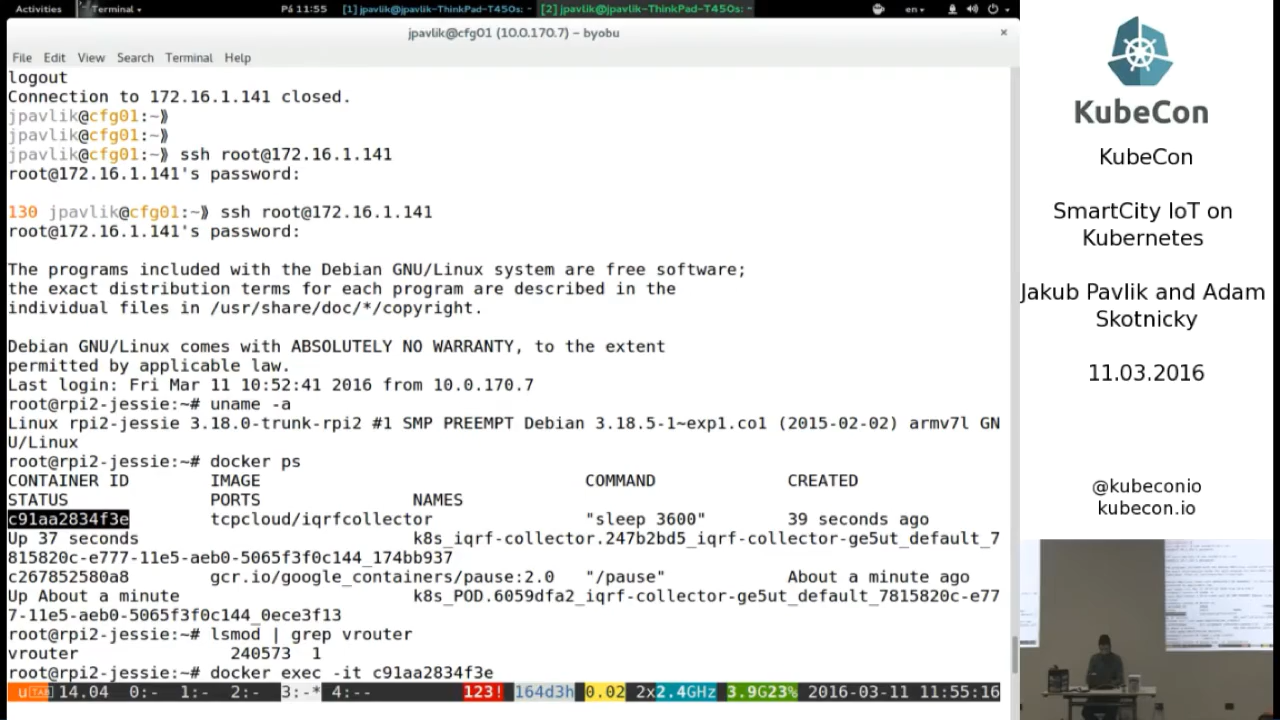 Activities
Terminal
Pá 11:55
[1] jpavlik@jpavlik-ThinkPad-T450s: ~
[2] jpavlik@jpavlik-ThinkPad-T450s: ~
en
jpavlik@cfg01 (10.0.170.7) – byobu
×
File Edit View Search Terminal Help
logout
Connection to 172.16.1.141 closed.
jpavlik@cfg01:~⟫
jpavlik@cfg01:~⟫
jpavlik@cfg01:~⟫ ssh root@172.16.1.141
root@172.16.1.141's password:
130 jpavlik@cfg01:~⟫ ssh root@172.16.1.141
root@172.16.1.141's password:
The programs included with the Debian GNU/Linux system are free software;
the exact distribution terms for each program are described in the
individual files in /usr/share/doc/*/copyright.
Debian GNU/Linux comes with ABSOLUTELY NO WARRANTY, to the extent
permitted by applicable law.
Last login: Fri Mar 11 10:52:41 2016 from 10.0.170.7
root@rpi2-jessie:~# uname -a
Linux rpi2-jessie 3.18.0-trunk-rpi2 #1 SMP PREEMPT Debian 3.18.5-1~exp1.co1 (2015-02-02) armv7l GN
U/Linux
root@rpi2-jessie:~# docker ps
CONTAINER ID IMAGE COMMAND CREATED
STATUS PORTS NAMES
c91aa2834f3e tcpcloud/iqrfcollector "sleep 3600" 39 seconds ago
Up 37 seconds k8s_iqrf-collector.247b2bd5_iqrf-collector-ge5ut_default_7
815820c-e777-11e5-aeb0-5065f3f0c144_174bb937
c267852580a8 gcr.io/google_containers/pause:2.0 "/pause" About a minute ago
Up About a minute k8s_POD.6059dfa2_iqrf-collector-ge5ut_default_7815820c-e77
7-11e5-aeb0-5065f3f0c144_0ece3f13
root@rpi2-jessie:~# lsmod | grep vrouter
vrouter 240573 1
root@rpi2-jessie:~# docker exec -it c91aa2834f3e
u TAB 14.04 0:- 1:- 2:- 3:-* 4:-- 123! 164d3h 0.02 2x2.4GHz 3.9G23% 2016-03-11 11:55:16
KubeCon
KubeCon
SmartCity IoT on
Kubernetes
Jakub Pavlik and Adam
Skotnicky
11.03.2016
@kubeconio
kubecon.io